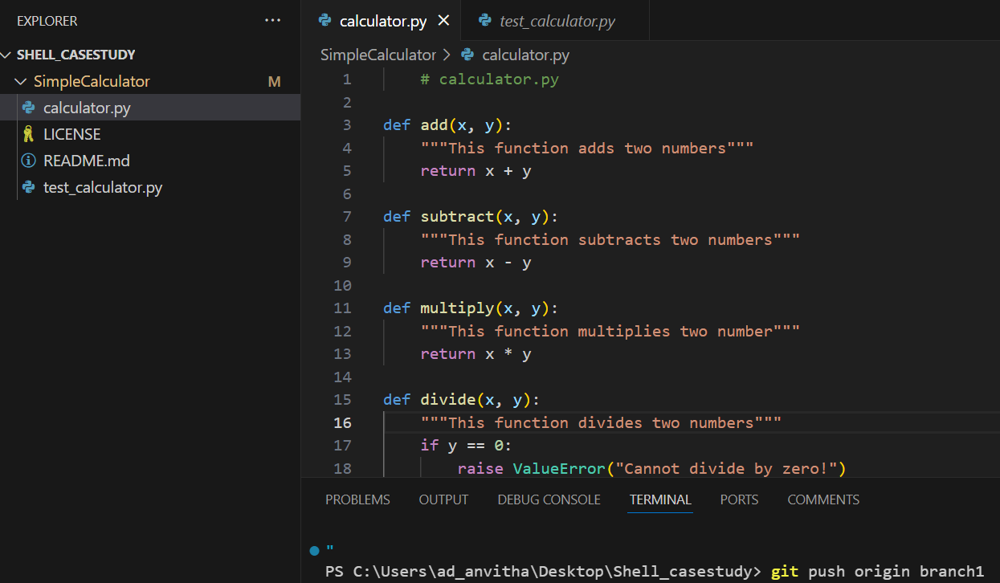 EXPLORER
···
SHELL_CASESTUDY
SimpleCalculator M
calculator.py
LICENSE
README.md
test_calculator.py
calculator.py
test_calculator.py
SimpleCalculator > calculator.py
1 # calculator.py
2
3 def add(x, y):
4 """This function adds two numbers"""
5 return x + y
6
7 def subtract(x, y):
8 """This function subtracts two numbers"""
9 return x - y
10
11 def multiply(x, y):
12 """This function multiplies two number"""
13 return x * y
14
15 def divide(x, y):
16 """This function divides two numbers"""
17 if y == 0:
18 raise ValueError("Cannot divide by zero!")
PROBLEMS OUTPUT DEBUG CONSOLE TERMINAL PORTS COMMENTS
"
PS C:\Users\ad_anvitha\Desktop\Shell_casestudy> git push origin branch1